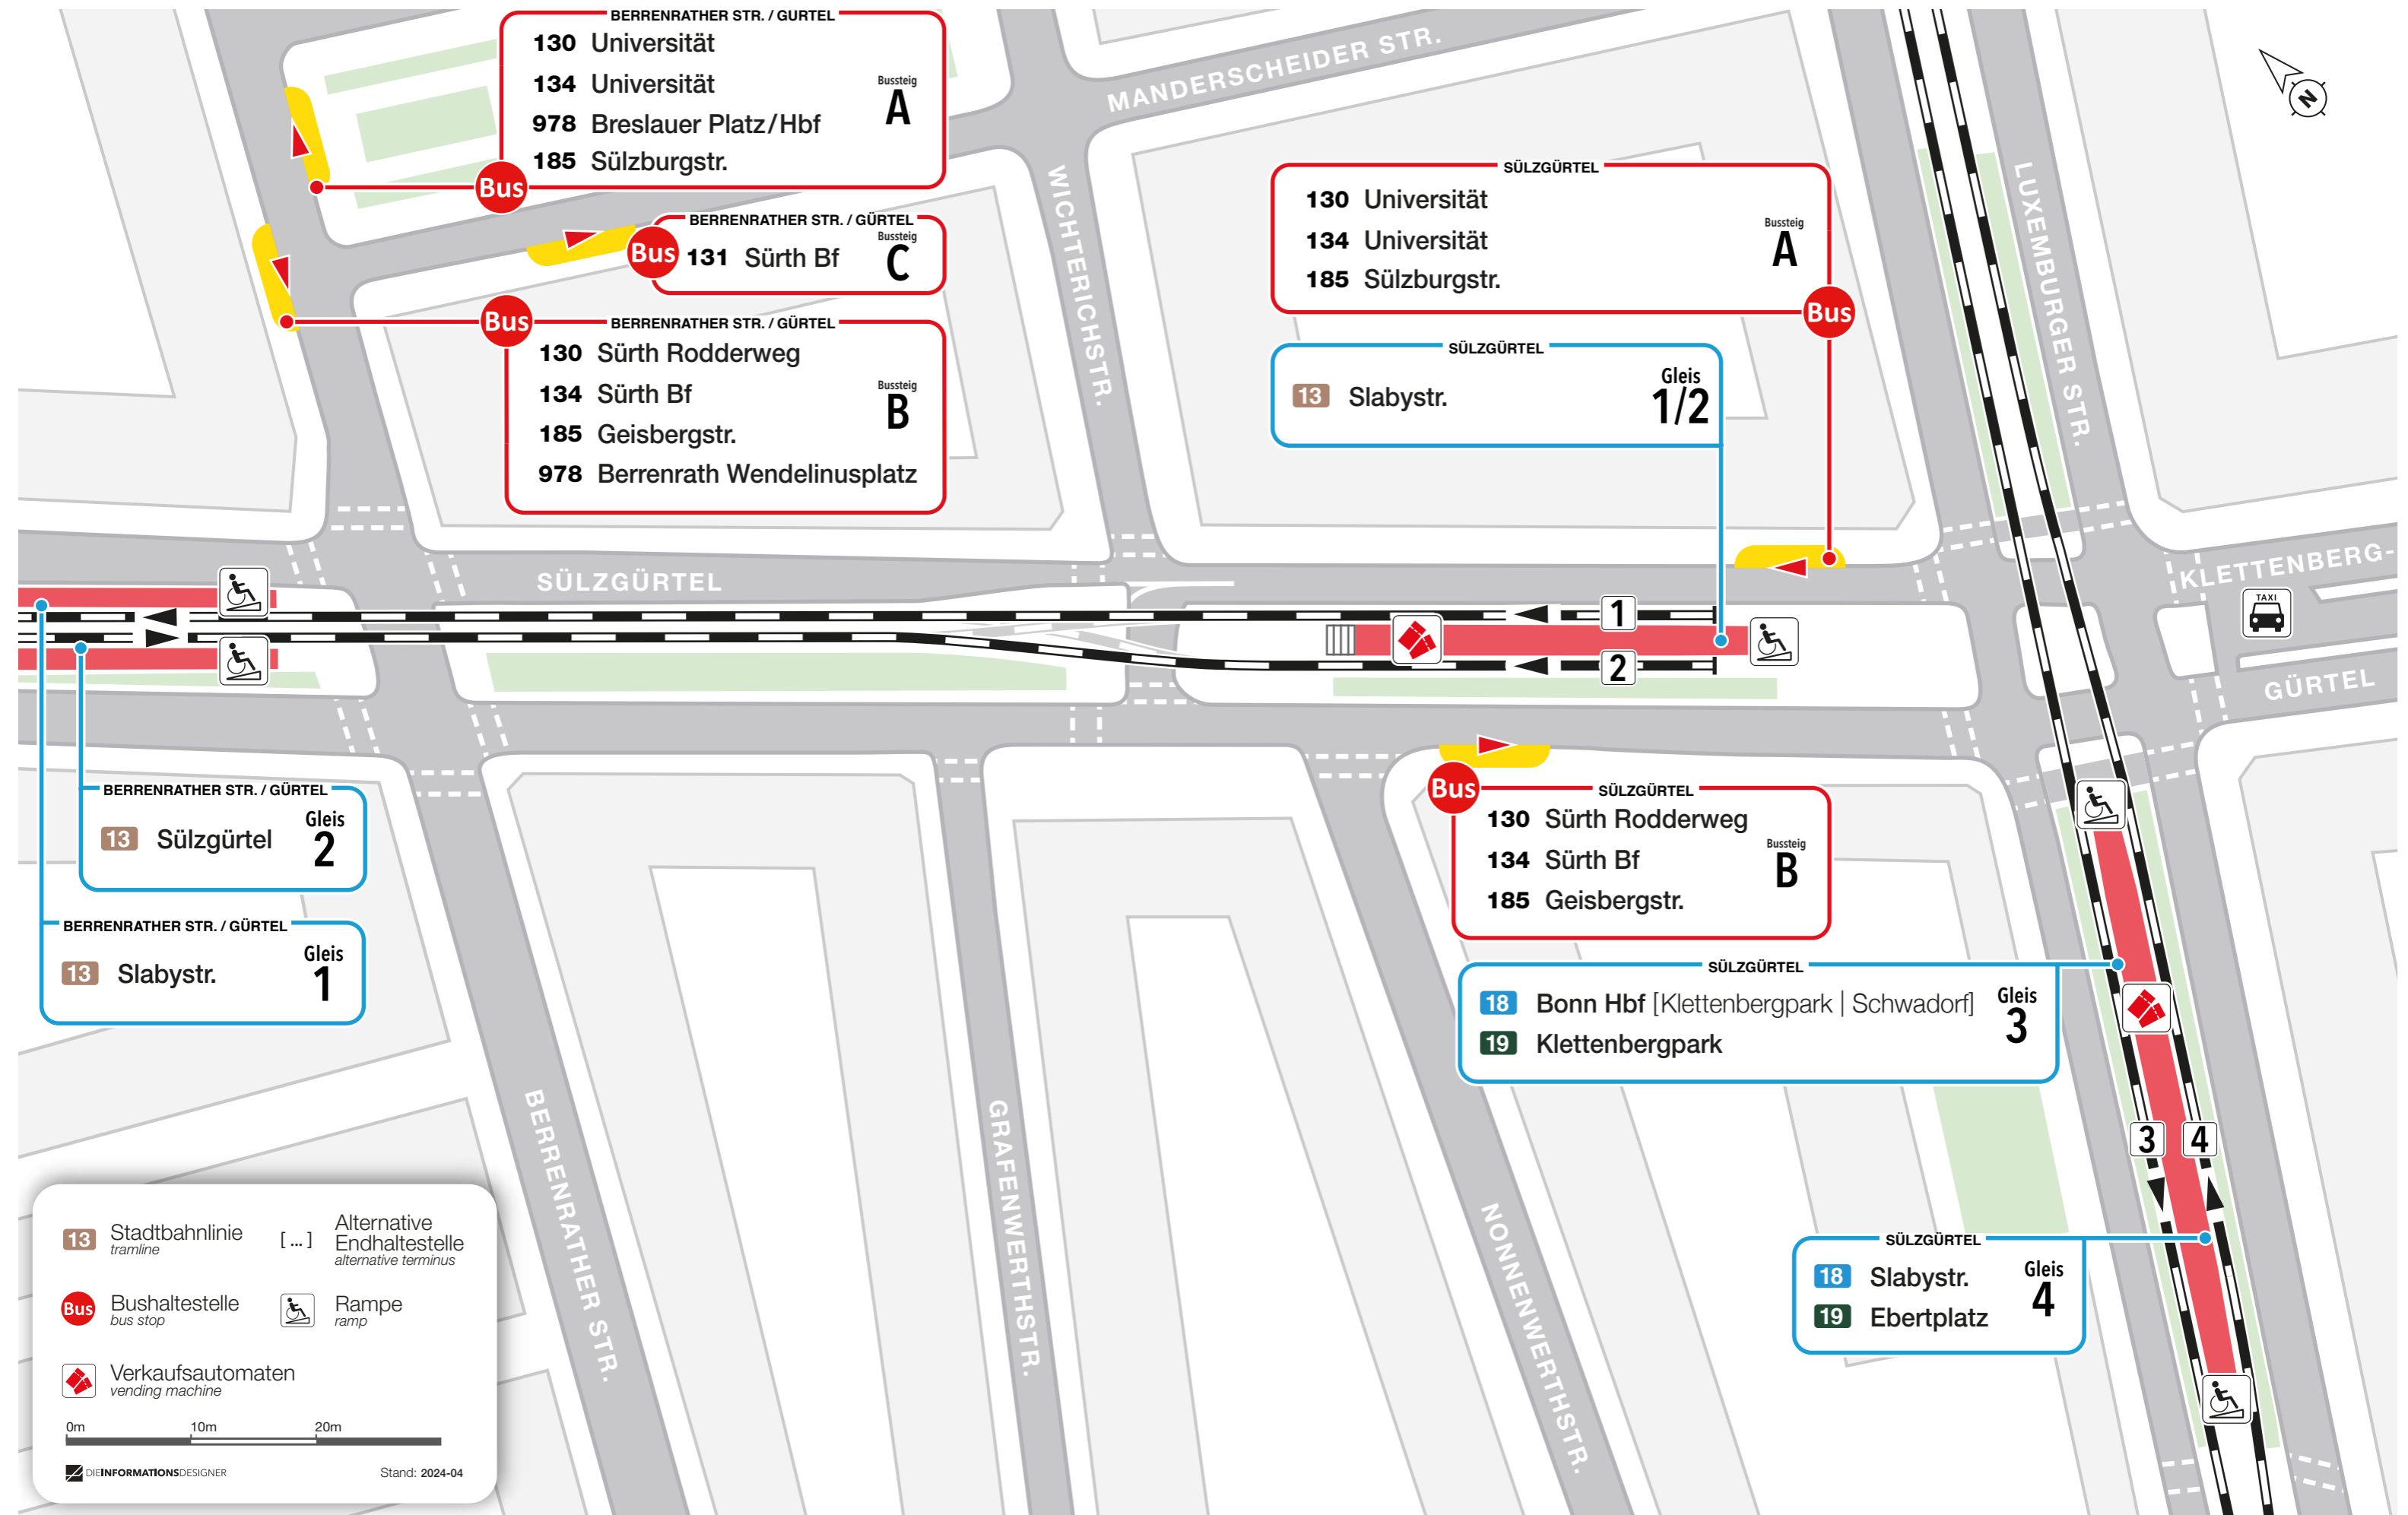 BERRENRATHER STR. / GÜRTEL
130 Universität
134 Universität
978 Breslauer Platz/Hbf
185 Sülzburgstr.
Bussteig
A
Bus
BERRENRATHER STR. / GÜRTEL
Bus
131 Sürth Bf
Bussteig
C
Bus
BERRENRATHER STR. / GÜRTEL
130 Sürth Rodderweg
134 Sürth Bf
185 Geisbergstr.
978 Berrenrath Wendelinusplatz
Bussteig
B
MANDERSCHEIDER STR.
WICHTERICHSTR.
SÜLZGÜRTEL
130 Universität
134 Universität
185 Sülzburgstr.
Bussteig
A
Bus
SÜLZGÜRTEL
13 Slabystr.
Gleis
1/2
LUXEMBURGER STR.
N
SÜLZGÜRTEL
1
2
KLETTENBERG-
TAXI
GÜRTEL
BERRENRATHER STR. / GÜRTEL
13 Sülzgürtel
Gleis
2
BERRENRATHER STR. / GÜRTEL
13 Slabystr.
Gleis
1
Bus
SÜLZGÜRTEL
130 Sürth Rodderweg
134 Sürth Bf
185 Geisbergstr.
Bussteig
B
SÜLZGÜRTEL
18 Bonn Hbf [Klettenbergpark | Schwadorf]
19 Klettenbergpark
Gleis
3
3 4
BERRENRATHER STR.
GRAFENWERTHSTR.
NONNENWERTHSTR.
SÜLZGÜRTEL
18 Slabystr.
19 Ebertplatz
Gleis
4
13 Stadtbahnlinie
tramline
[ ... ] Alternative
Endhaltestelle
alternative terminus
Bus Bushaltestelle
bus stop
Rampe
ramp
Verkaufsautomaten
vending machine
0m 10m 20m
DIEINFORMATIONSDESIGNER
Stand: 2024-04